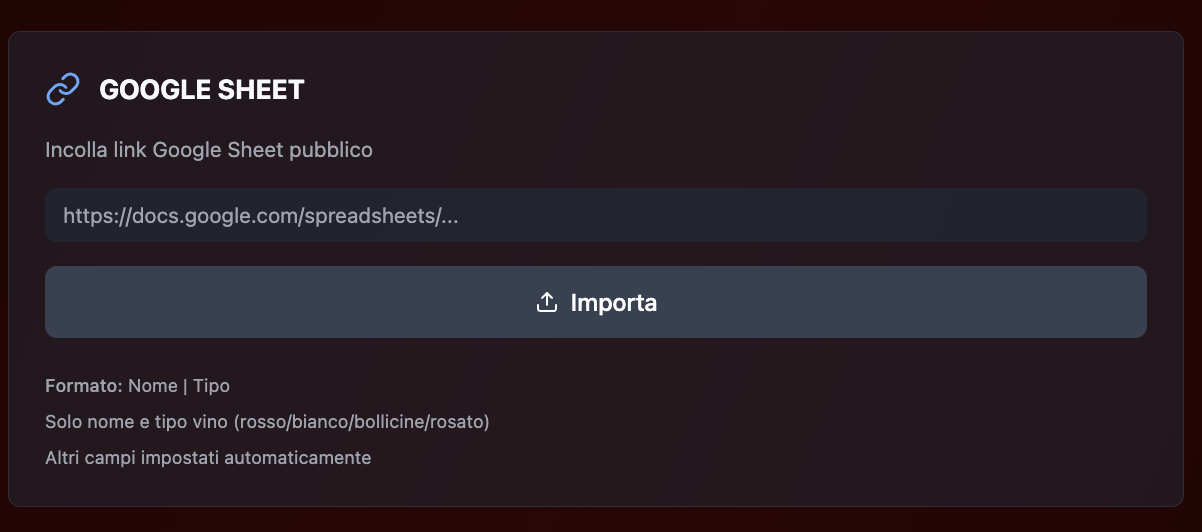 GOOGLE SHEET
Incolla link Google Sheet pubblico
https://docs.google.com/spreadsheets/...
Importa
Formato: Nome | Tipo
Solo nome e tipo vino (rosso/bianco/bollicine/rosato)
Altri campi impostati automaticamente